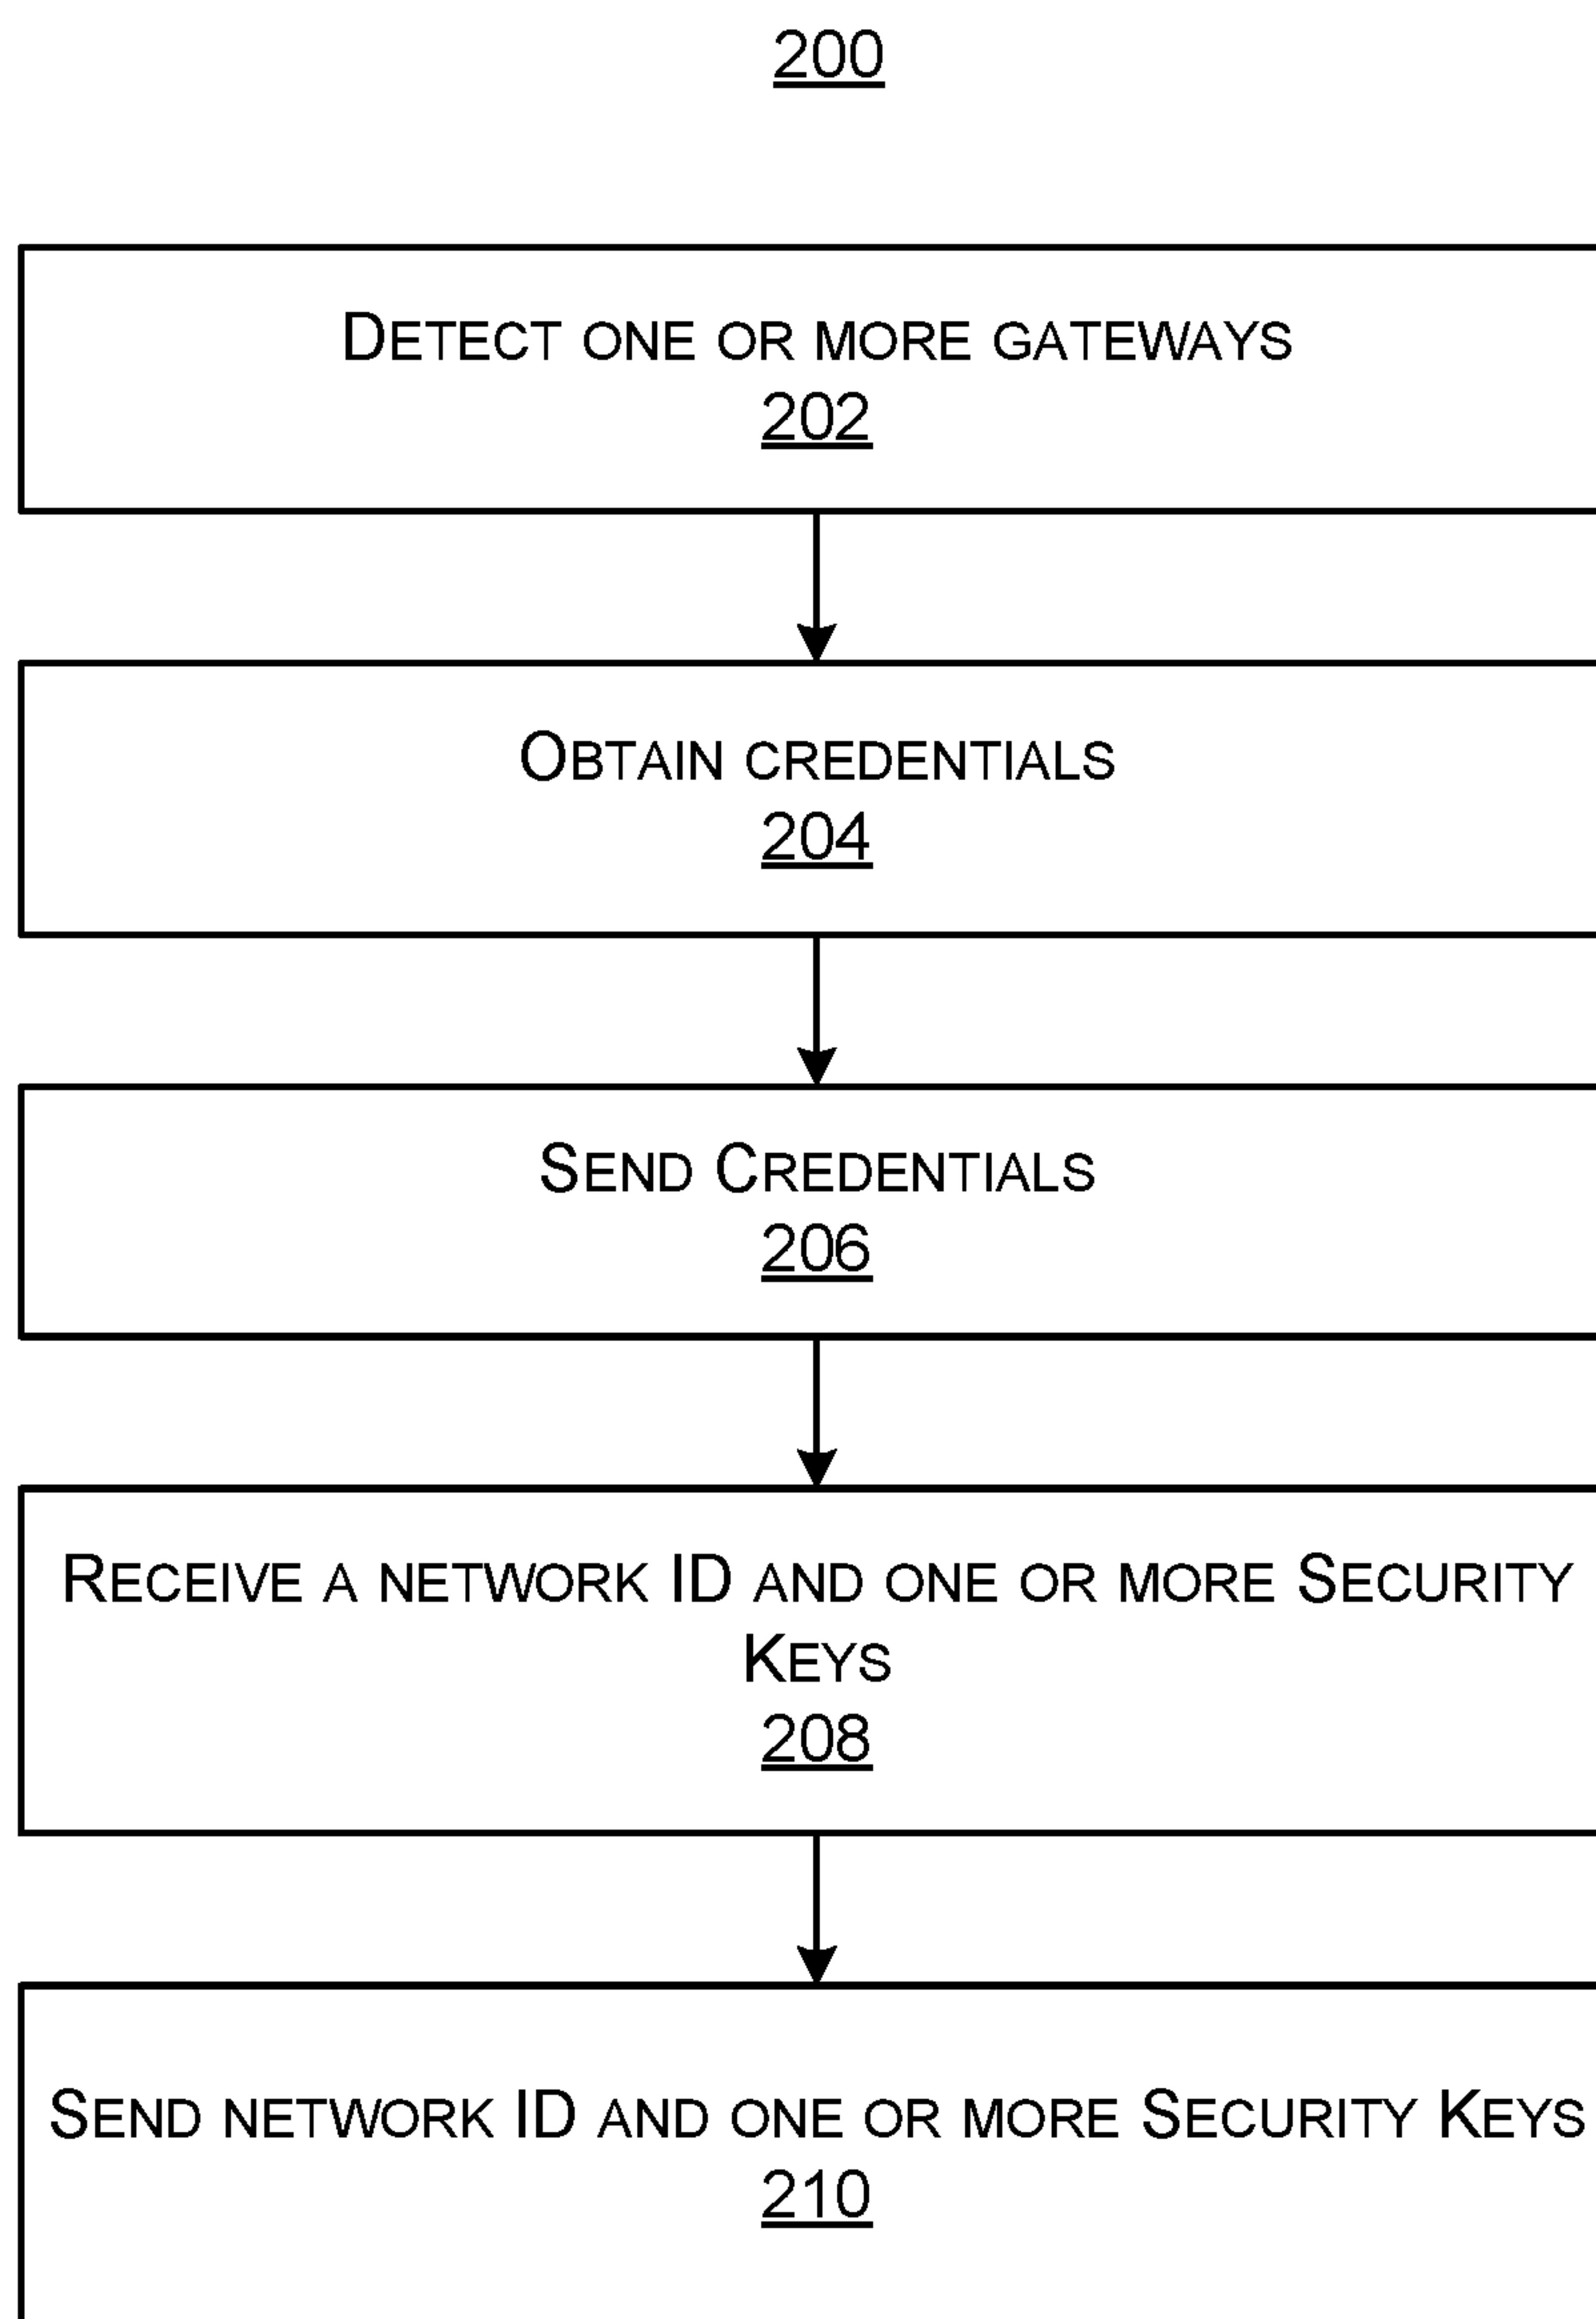 200
Detect one or more gateways
202
Obtain credentials
204
Send Credentials
206
Receive a network ID and one or more Security
Keys
208
Send network ID and one or more Security Keys
210